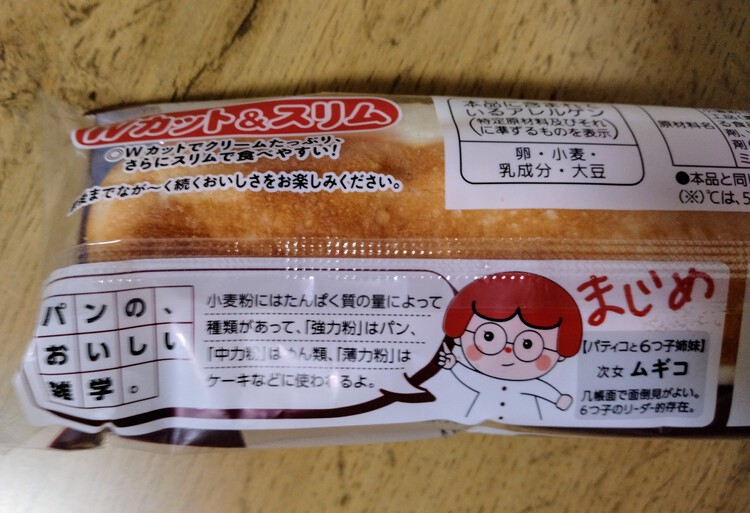 Wカット&スリム
◎Wカットでクリームたっぷり、
さらにスリムで食べやすい!
までなが〜く続くおいしさをお楽しみください。
いるアレルゲン
(特定原材料及びそれ
に準ずるものを表示)
卵・小麦・
乳成分・大豆
原材料名
●本品と同じ
(※)では、5
パンの、
おいしい
雑学。
小麦粉にはたんぱく質の量によって
種類があって、「強力粉」はパン、
「中力粉」はめん類、「薄力粉」は
ケーキなどに使われるよ。
まじめ
【パティコと6つ子姉妹】
次女 ムギコ
几帳面で面倒見がよい。
6つ子のリーダー的存在。